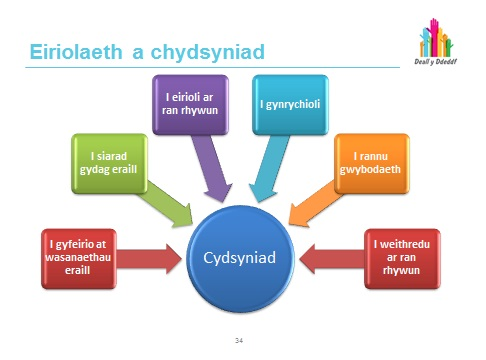 Eiriolaeth a chydsyniad
Deall y Ddeddf
I eirioli ar
ran rhywun
I gynrychioli
I siarad
gydag eraill
I rannu
gwybodaeth
I gyfeirio at
wasanaethau
eraill
Cydsyniad
I weithredu
ar ran
rhywun
34